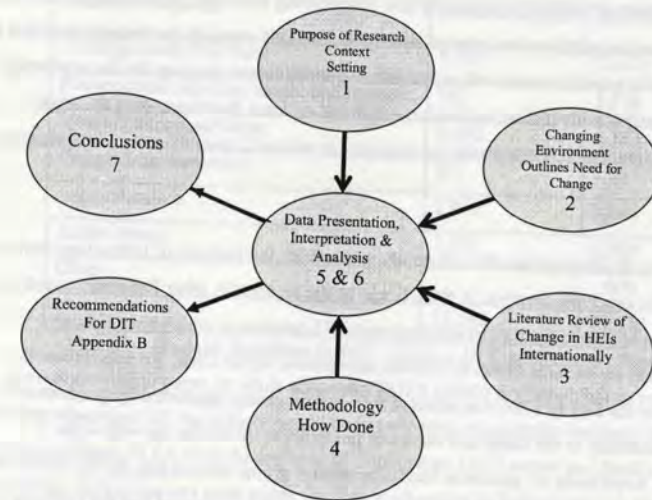 Purpose of Research
Context
Setting
1
Changing
Environment
Outlines Need for
Change
2
Literature Review of
Change in HEIs
Internationally
3
Methodology
How Done
4
Data Presentation,
Interpretation &
Analysis
5 & 6
Recommendations
For DIT
Appendix B
Conclusions
7